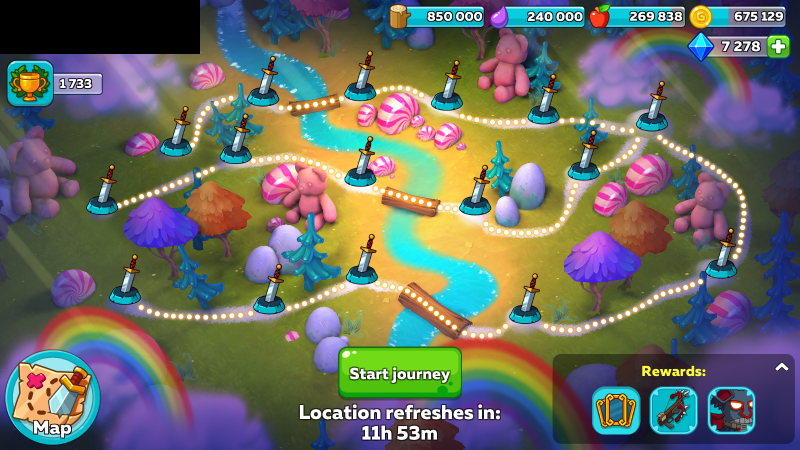 850 000
240 000
269 838
675 129
7 278
1 733
Start journey
Location refreshes in:
11h 53m
Map
Rewards: